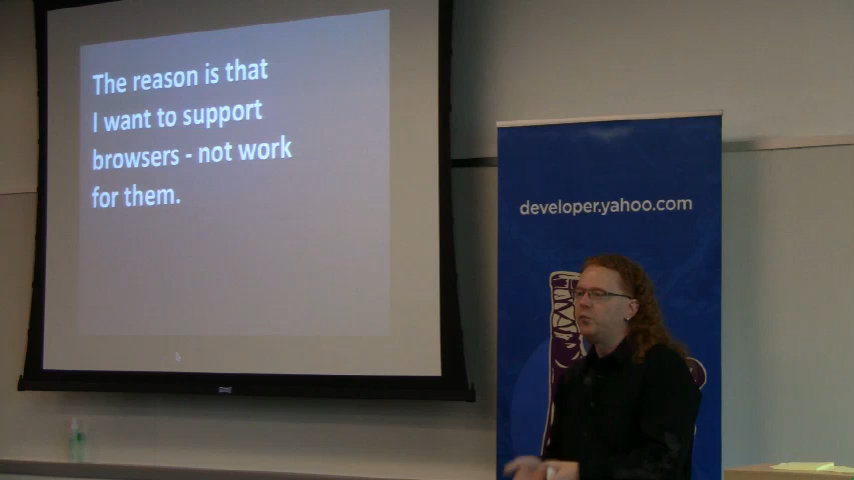 The reason is that
I want to support
browsers - not work
for them.
developer.yahoo.com